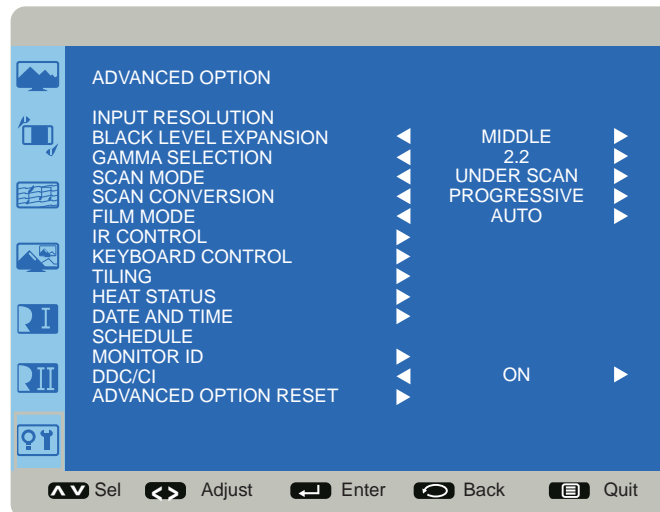 ADVANCED OPTION
INPUT RESOLUTION
BLACK LEVEL EXPANSION MIDDLE
GAMMA SELECTION 2.2
SCAN MODE UNDER SCAN
SCAN CONVERSION PROGRESSIVE
FILM MODE AUTO
IR CONTROL
KEYBOARD CONTROL
TILING
HEAT STATUS
DATE AND TIME
SCHEDULE
MONITOR ID
DDC/CI ON
ADVANCED OPTION RESET
I
II
Sel Adjust Enter Back Quit